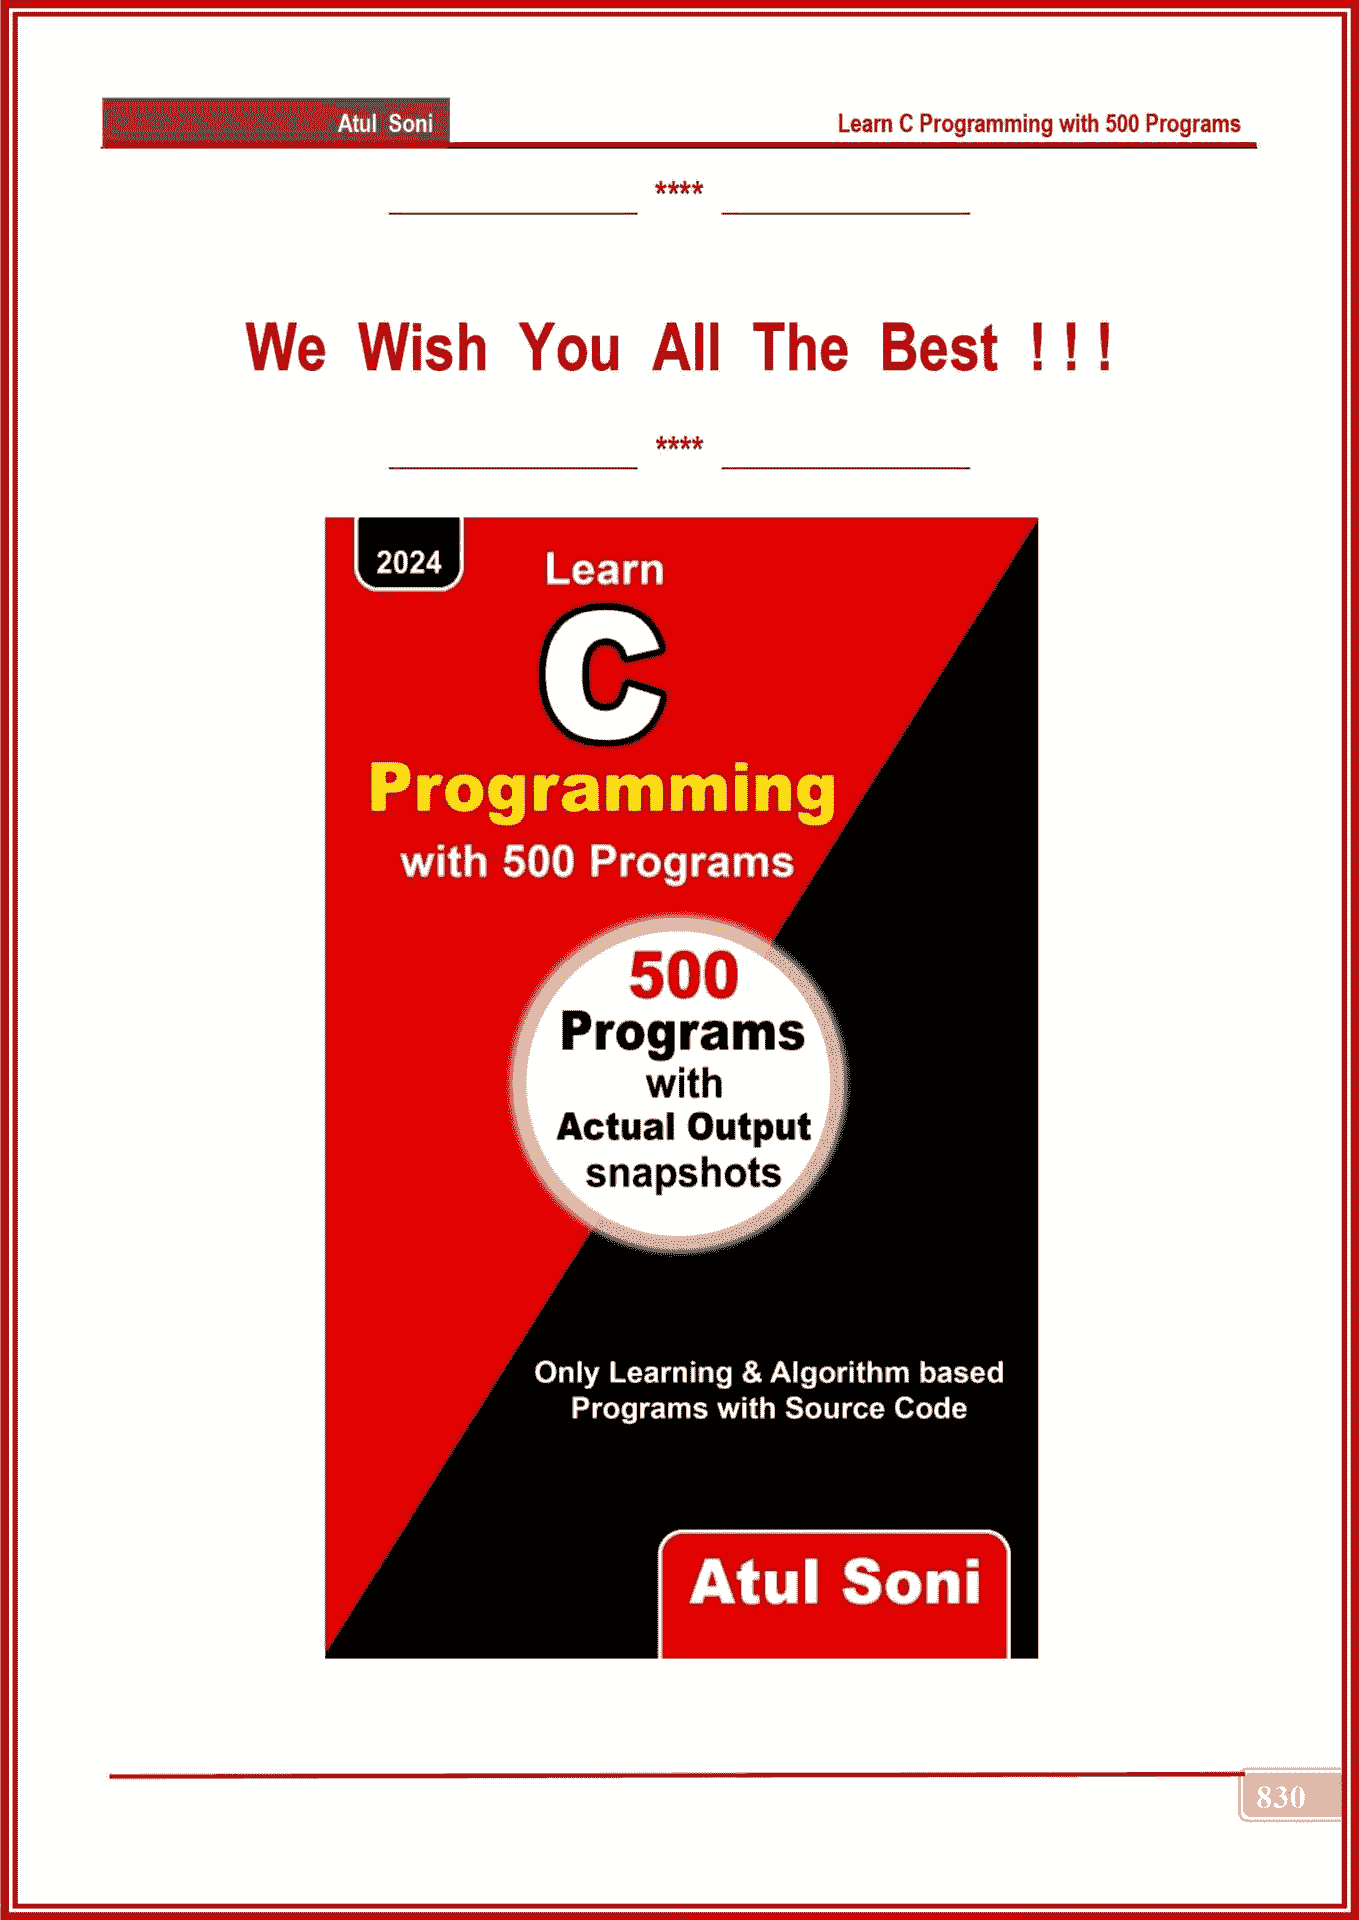 Atul Soni
Learn C Programming with 500 Programs
****
We Wish You All The Best ! ! !
****
2024
Learn
C
Programming
with 500 Programs
500
Programs
with
Actual Output
snapshots
Only Learning & Algorithm based
Programs with Source Code
Atul Soni
830